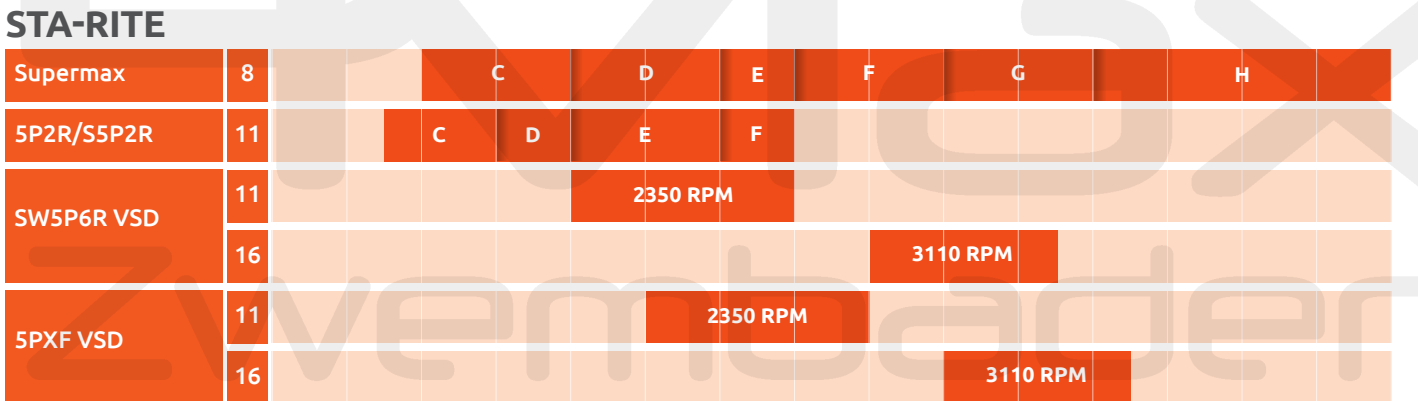 STA-RITE
Supermax 8 C D E F G H
5P2R/S5P2R 11 C D E F
SW5P6R VSD
11 2350 RPM
16 3110 RPM
5PXF VSD
11 2350 RPM
16 3110 RPM
Zwembaden